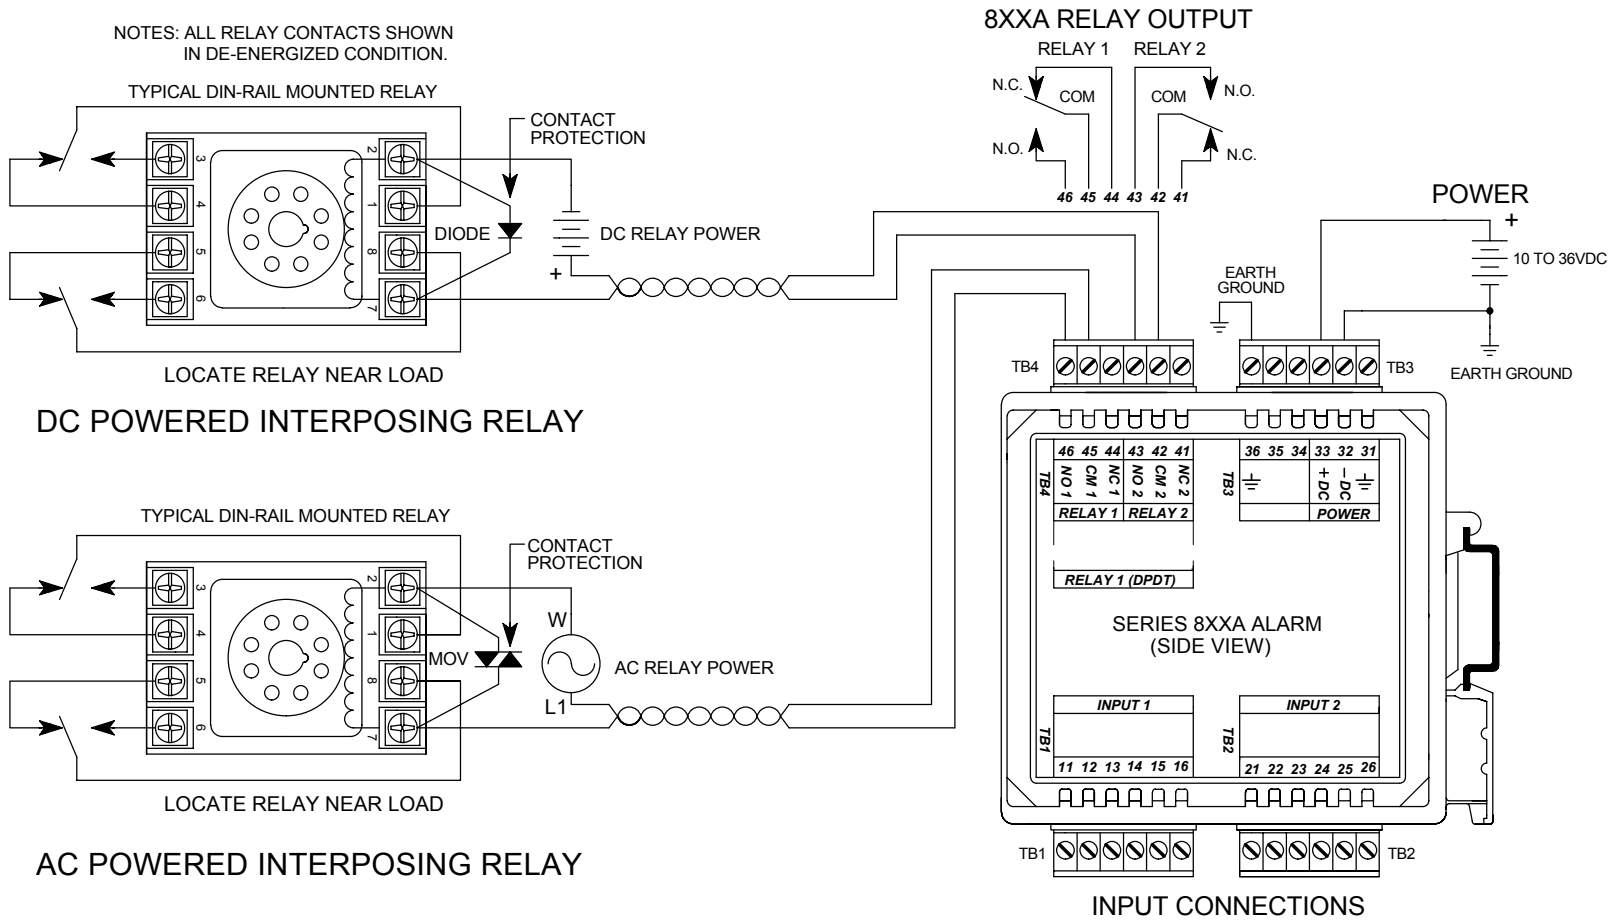 NOTES: ALL RELAY CONTACTS SHOWN
IN DE-ENERGIZED CONDITION.
TYPICAL DIN-RAIL MOUNTED RELAY
CONTACT
PROTECTION
3
4
5
6
2
1
8
7
DIODE
DC RELAY POWER
+
LOCATE RELAY NEAR LOAD
DC POWERED INTERPOSING RELAY
TYPICAL DIN-RAIL MOUNTED RELAY
CONTACT
PROTECTION
3
4
5
6
2
1
8
7
MOV
W
L1
AC RELAY POWER
LOCATE RELAY NEAR LOAD
AC POWERED INTERPOSING RELAY
8XXA RELAY OUTPUT
RELAY 1 RELAY 2
N.C. COM COM N.O.
N.O. N.C.
46 45 44 43 42 41
POWER
+
10 TO 36VDC
EARTH
GROUND
EARTH GROUND
TB4
TB3
46 45 44 43 42 41
TB4
NO 1
CM 1
NC 1
NO 2
CM 2
NC 2
RELAY 1 RELAY 2
RELAY 1 (DPDT)
36 35 34 33 32 31
TB3
+ DC
– DC
POWER
SERIES 8XXA ALARM
(SIDE VIEW)
INPUT 1
TB1
11 12 13 14 15 16
INPUT 2
TB2
21 22 23 24 25 26
TB1
TB2
INPUT CONNECTIONS